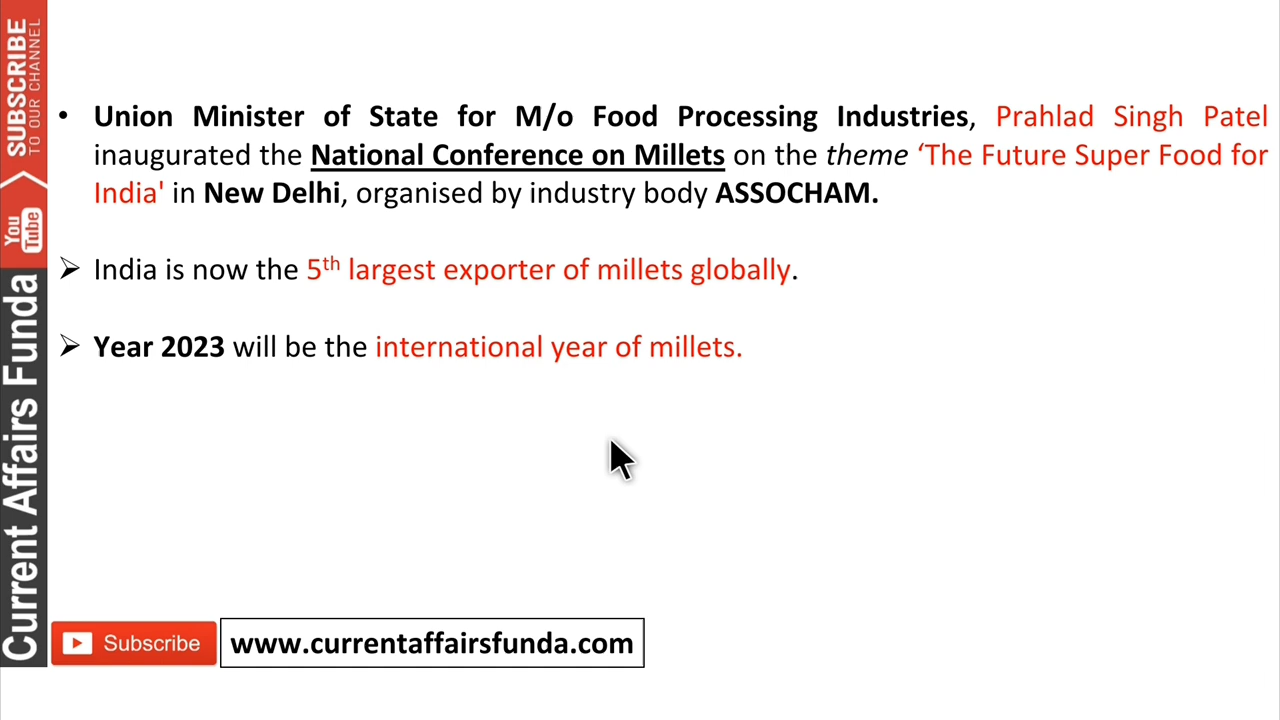 SUBSCRIBE
TO OUR CHANNEL
You
Tube
Current Affairs Funda
• Union Minister of State for M/o Food Processing Industries, Prahlad Singh Patel
inaugurated the National Conference on Millets on the theme ‘The Future Super Food for
India' in New Delhi, organised by industry body ASSOCHAM.
➢ India is now the 5th largest exporter of millets globally.
➢ Year 2023 will be the international year of millets.
Subscribe
www.currentaffairsfunda.com